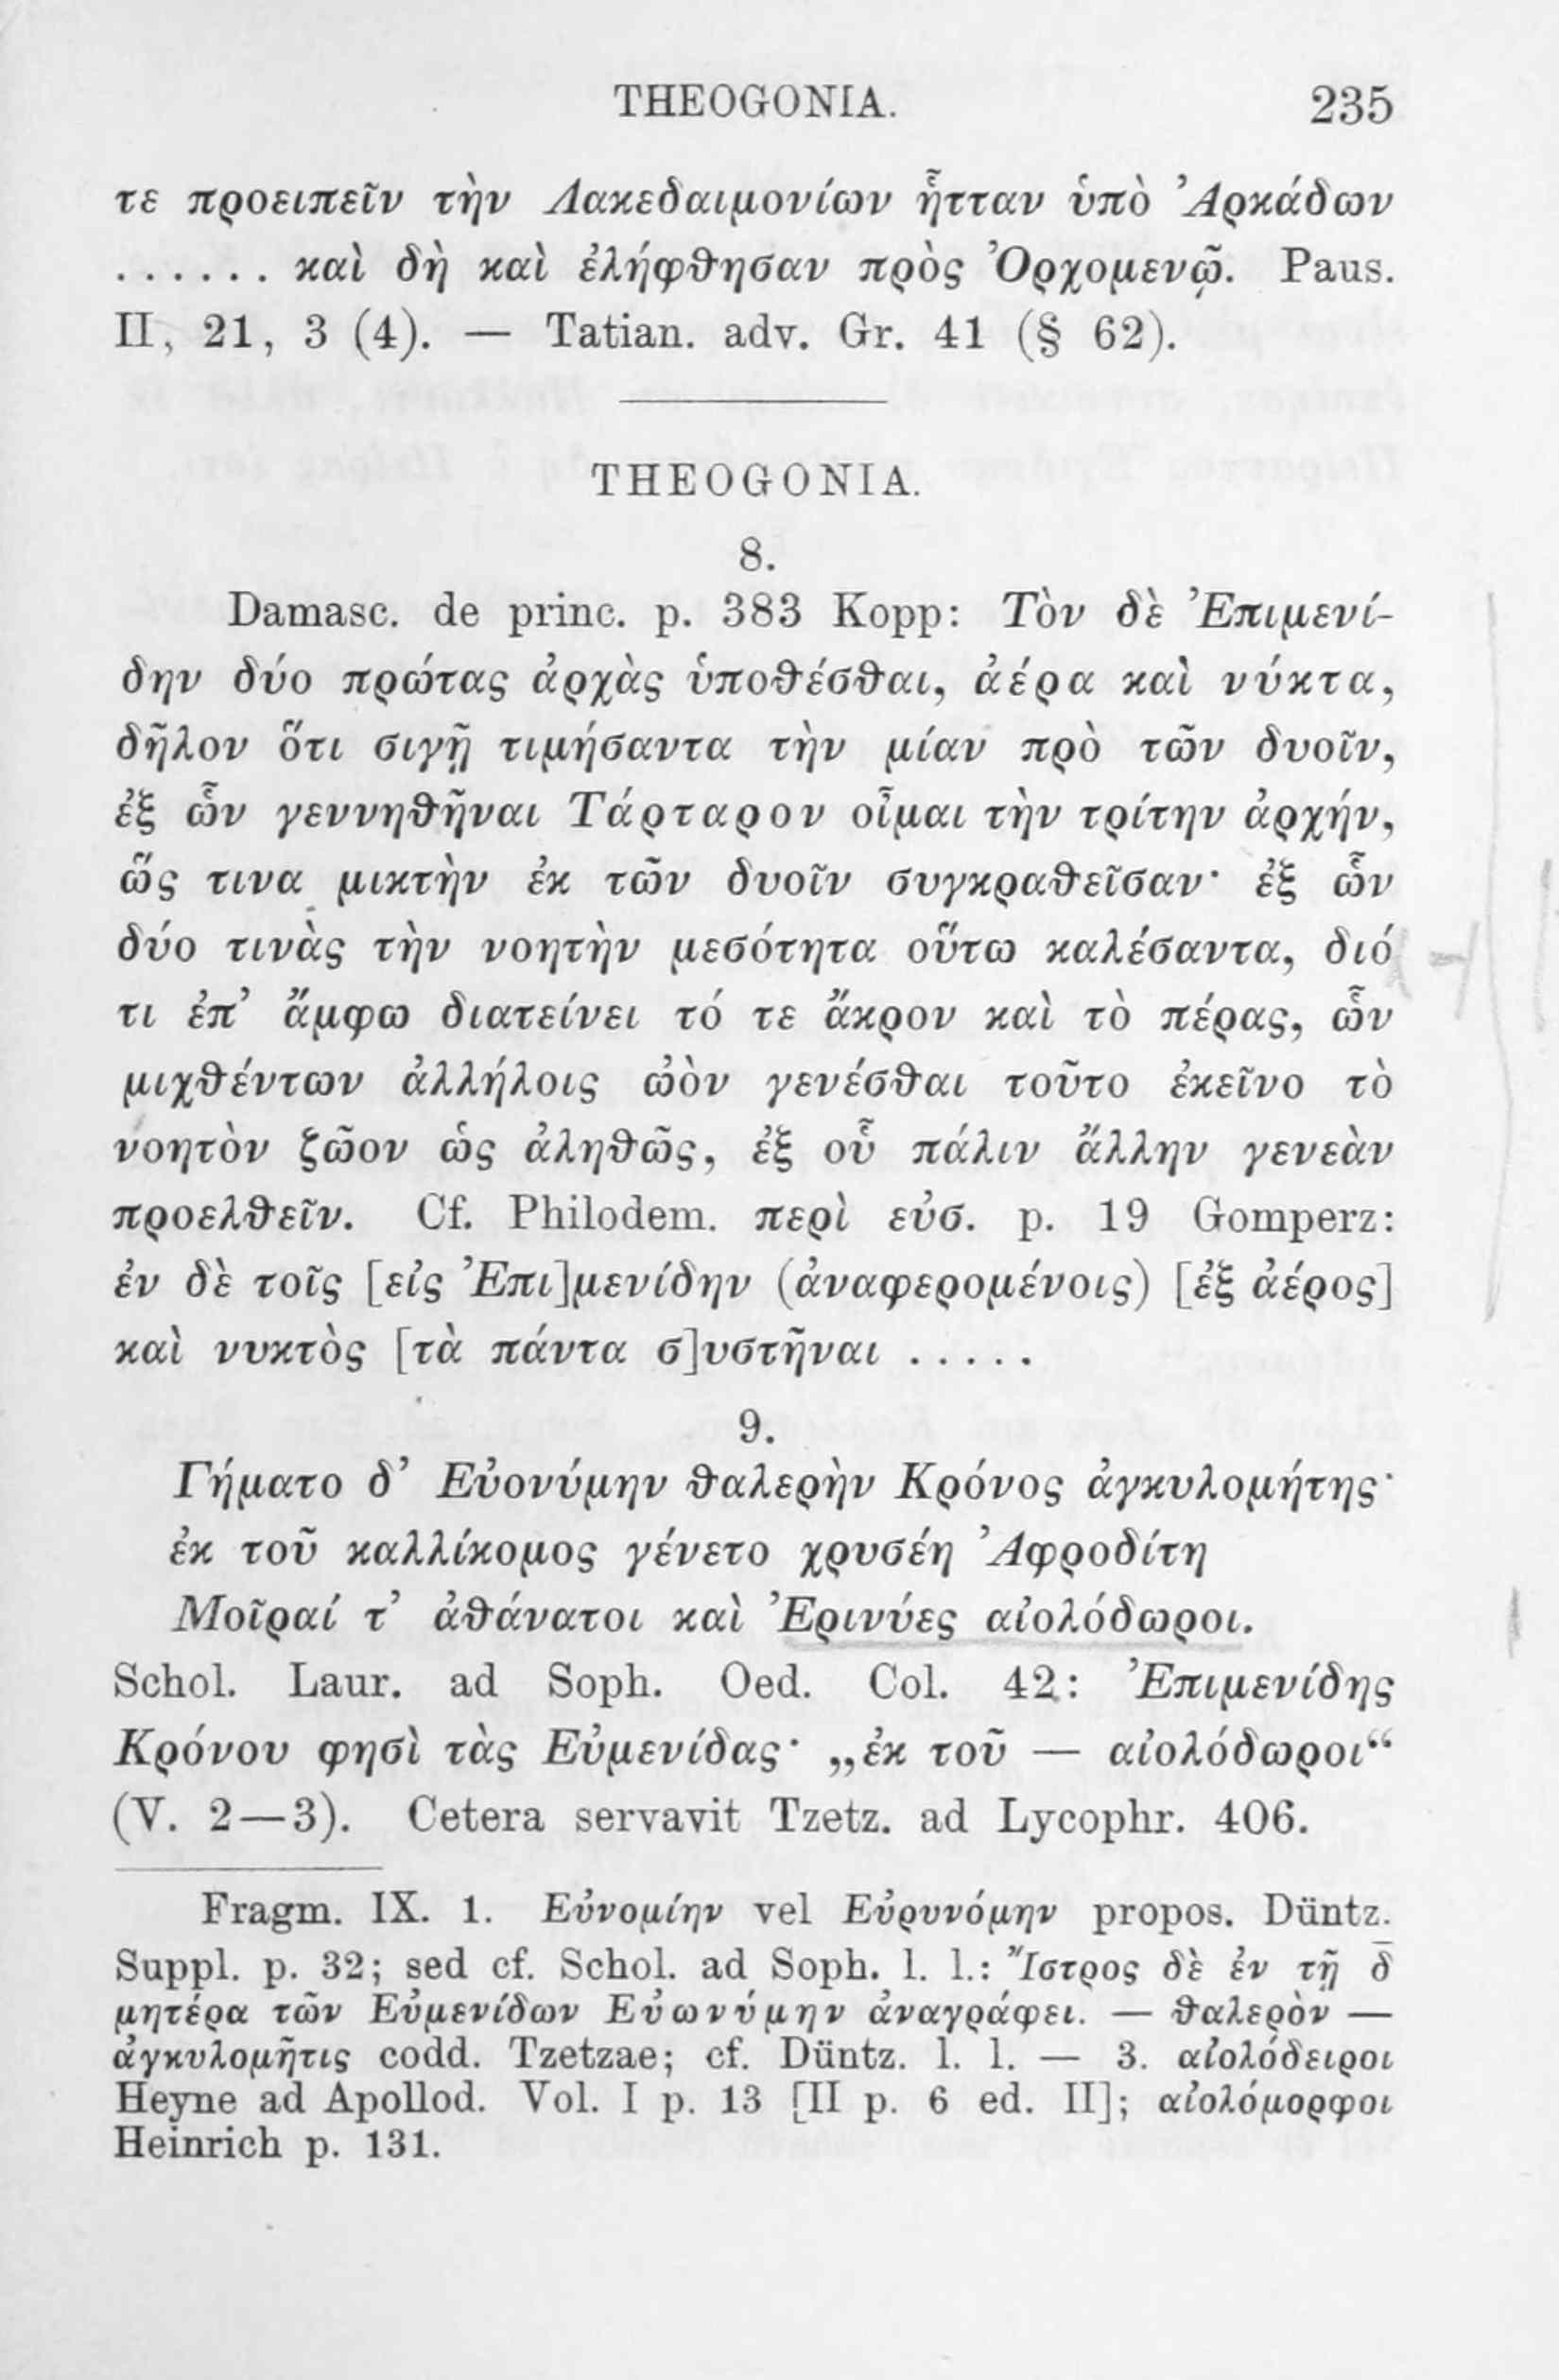 THEOGONIA. 235
τε προειπεῖν τὴν Λακεδαιμονίων ἧτταν ὑπὸ Ἀρκάδων
...... καὶ δὴ καὶ ἐλήφϑησαν πρὸς Ὀρχομενῷ. Paus.
II, 21, 3 (4). — Tatian. adv. Gr. 41 (§ 62).
THEOGONIA.
8.
Damasc. de princ. p. 383 Kopp: Τὸν δὲ Ἐπιμενί-
δην δύο πρώτας ἀρχὰς ὑποϑέσϑαι, ἀέρα καὶ νύκτα,
δῆλον ὅτι σιγῇ τιμήσαντα τὴν μίαν πρὸ τῶν δυοῖν,
ἐξ ὧν γεννηϑῆναι Τάρταρον οἶμαι τὴν τρίτην ἀρχήν,
ὥς τινα μικτὴν ἐκ τῶν δυοῖν συγκραϑεῖσαν· ἐξ ὧν
δύο τινὰς τὴν νοητὴν μεσότητα οὕτω καλέσαντα, διό
τι ἐπ’ ἄμφω διατείνει τό τε ἄκρον καὶ τὸ πέρας, ὧν
μιχϑέντων ἀλλήλοις ὠὸν γενέσϑαι τοῦτο ἐκεῖνο τὸ
νοητὸν ζῶον ὡς ἀληϑῶς, ἐξ οὗ πάλιν ἄλλην γενεὰν
προελϑεῖν. Cf. Philodem. περὶ εὐσ. p. 19 Gomperz:
ἐν δὲ τοῖς [εἰς Ἐπι]μενίδην (ἀναφερομένοις) [ἐξ ἀέρος]
καὶ νυκτὸς [τὰ πάντα σ]υστῆναι .....
9.
Γήματο δ’ Εὐονύμην ϑαλερὴν Κρόνος ἀγκυλομήτης·
ἐκ τοῦ καλλίκομος γένετο χρυσέη Ἀφροδίτη
Μοῖραί τ’ ἀϑάνατοι καὶ Ἐρινύες αἰολόδωροι.
Schol. Laur. ad Soph. Oed. Col. 42: Ἐπιμενίδης
Κρόνου φησὶ τὰς Εὐμενίδας· „ἐκ τοῦ — αἰολόδωροι“
(V. 2—3). Cetera servavit Tzetz. ad Lycophr. 406.
Fragm. IX. 1. Εὐνομίην vel Εὐρυνόμην propos. Düntz.
Suppl. p. 32; sed cf. Schol. ad Soph. l. l.: Ἴστρος δὲ ἐν τῇ δ̄
μητέρα τῶν Εὐμενίδων Εὐωνύμην ἀναγράφει. — ϑαλερὸν —
ἀγκυλομῆτις codd. Tzetzae; cf. Düntz. l. l. — 3. αἰολόδειροι
Heyne ad Apollod. Vol. I p. 13 [II p. 6 ed. II]; αἰολόμορφοι
Heinrich p. 131.